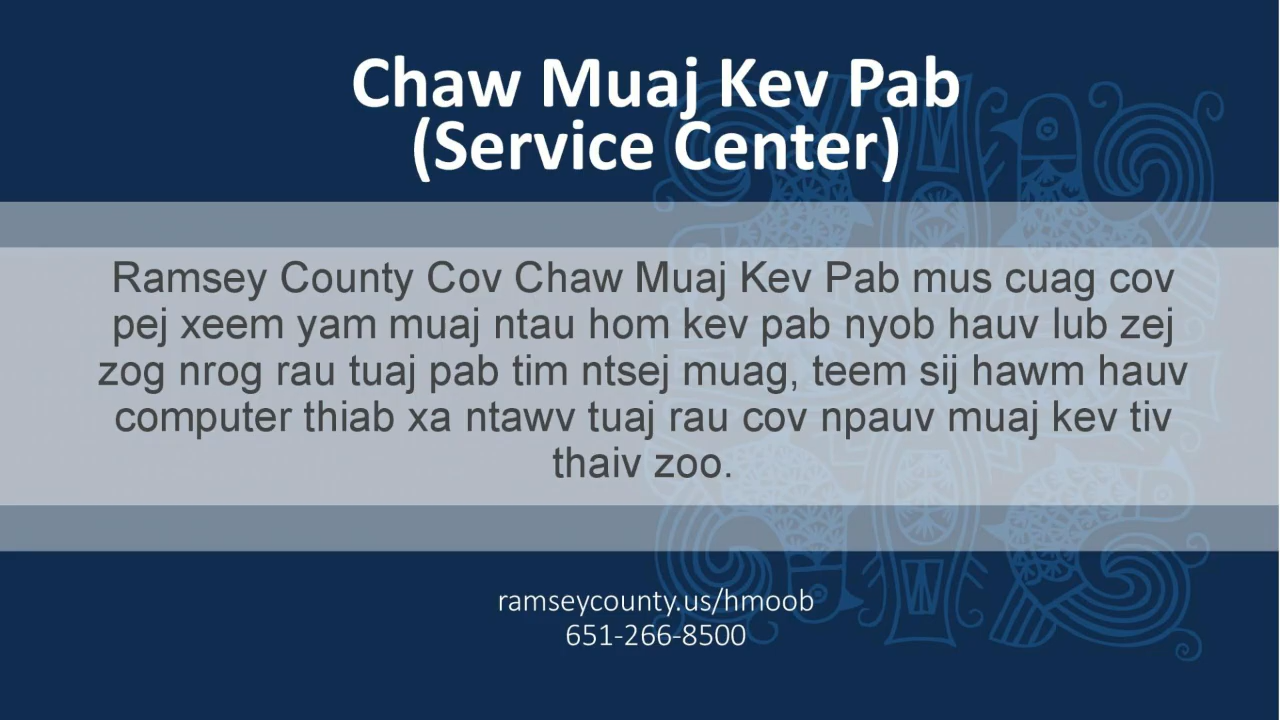 Chaw Muaj Kev Pab
(Service Center)
Ramsey County Cov Chaw Muaj Kev Pab mus cuag cov
pej xeem yam muaj ntau hom kev pab nyob hauv lub zej
zog nrog rau tuaj pab tim ntsej muag, teem sij hawm hauv
computer thiab xa ntawv tuaj rau cov npauv muaj kev tiv
thaiv zoo.
ramseycounty.us/hmoob
651-266-8500